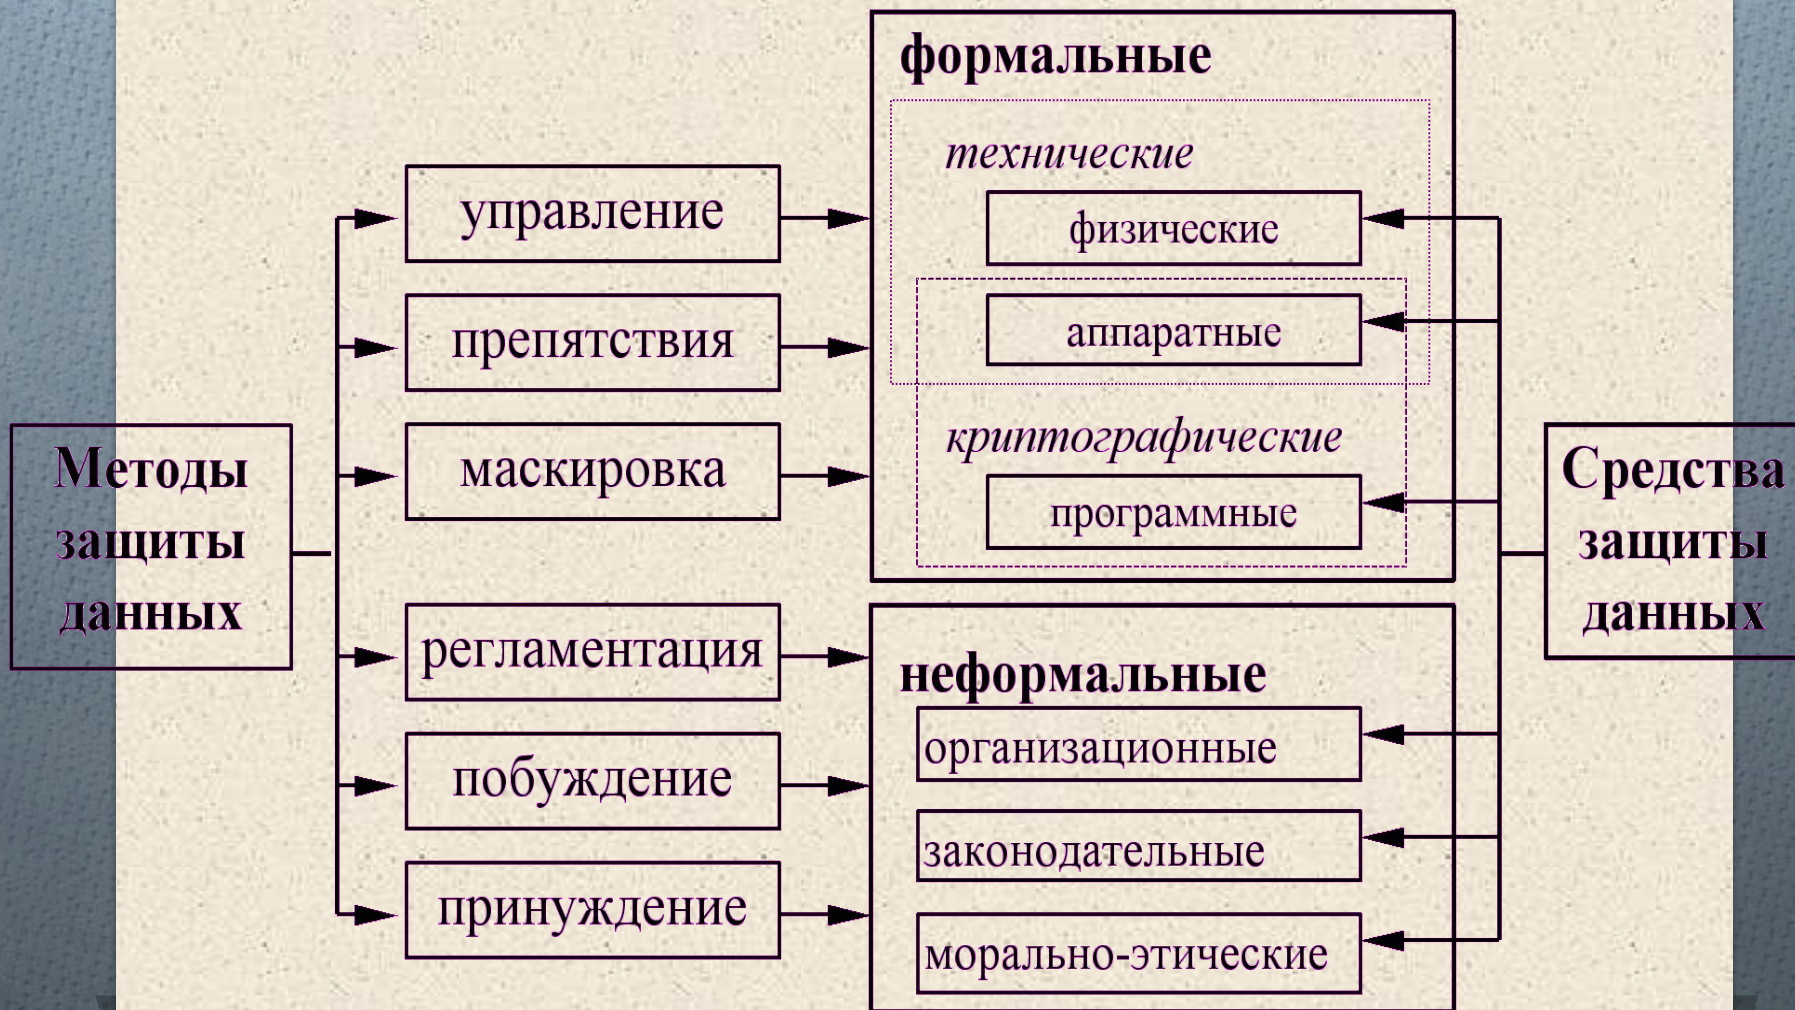 Методы
защиты
данных
управление
препятствия
маскировка
регламентация
побуждение
принуждение
формальные
технические
физические
аппаратные
криптографические
программные
неформальные
организационные
законодательные
морально-этические
Средства
защиты
данных